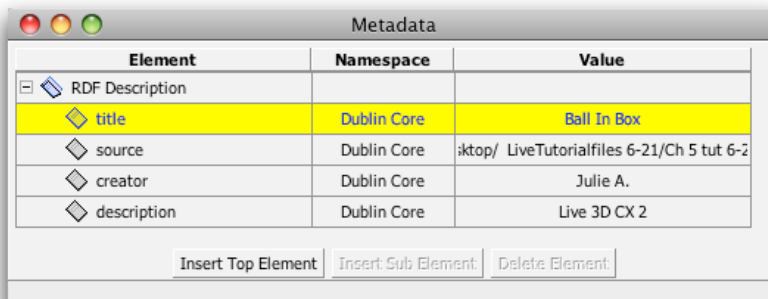 Metadata
Element Namespace Value
RDF Description
title Dublin Core Ball In Box
source Dublin Core ktop/ LiveTutorialfiles 6-21/Ch 5 tut 6-2
creator Dublin Core Julie A.
description Dublin Core Live 3D CX 2
Insert Top Element Insert Sub Element Delete Element